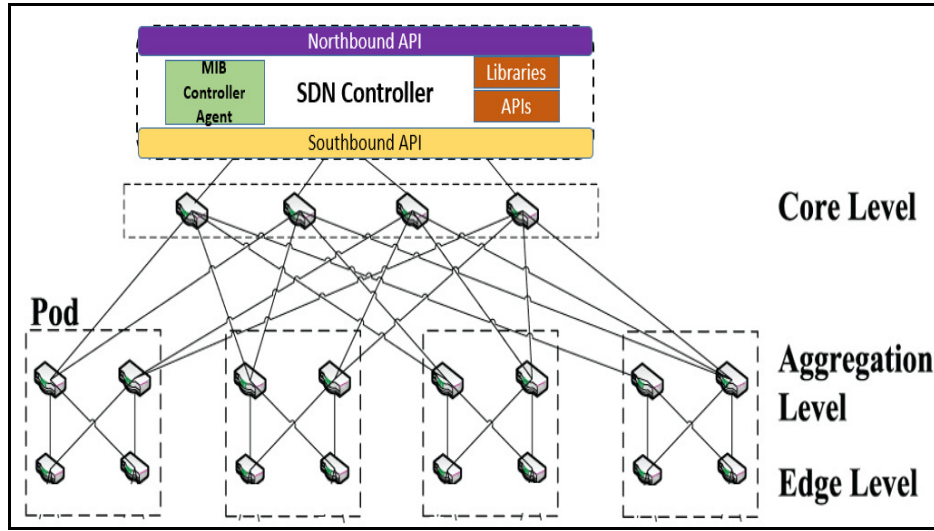 Northbound API
MIB
Controller
Agent
SDN Controller
Libraries
APIs
Southbound API
Core Level
Pod
Aggregation
Level
Edge Level